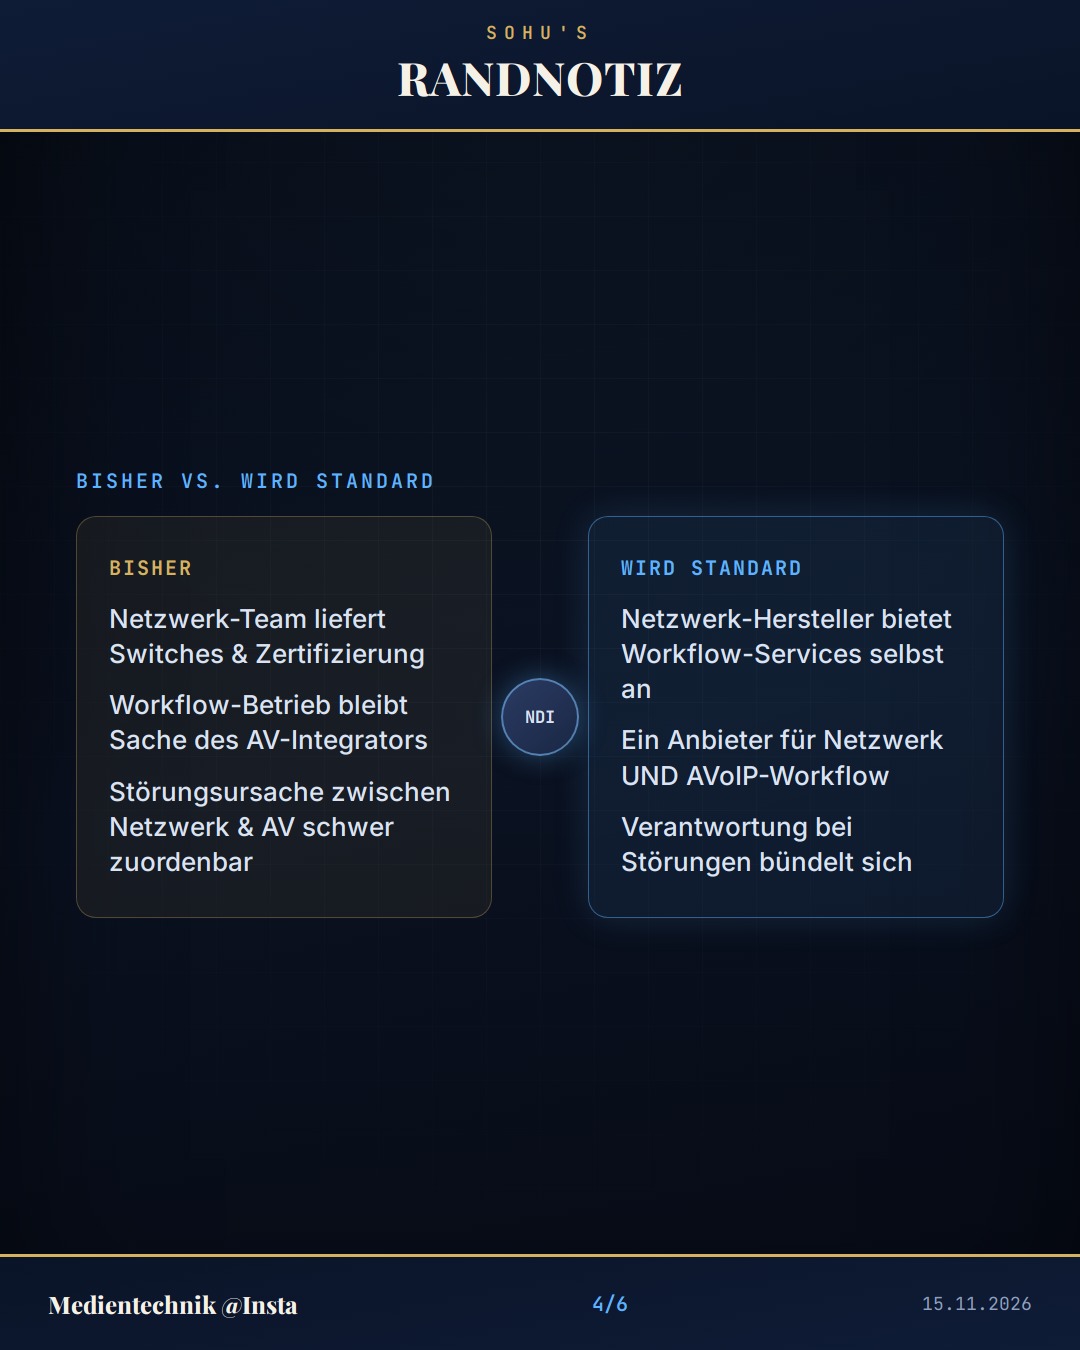 SOHU'S
RANDNOTIZ
BISHER VS. WIRD STANDARD
BISHER
Netzwerk-Team liefert
Switches & Zertifizierung
Workflow-Betrieb bleibt
Sache des AV-Integrators
Störungsursache zwischen
Netzwerk & AV schwer
zuordenbar
NDI
WIRD STANDARD
Netzwerk-Hersteller bietet
Workflow-Services selbst
an
Ein Anbieter für Netzwerk
UND AVoIP-Workflow
Verantwortung bei
Störungen bündelt sich
Medientechnik @Insta
4/6
15.11.2026